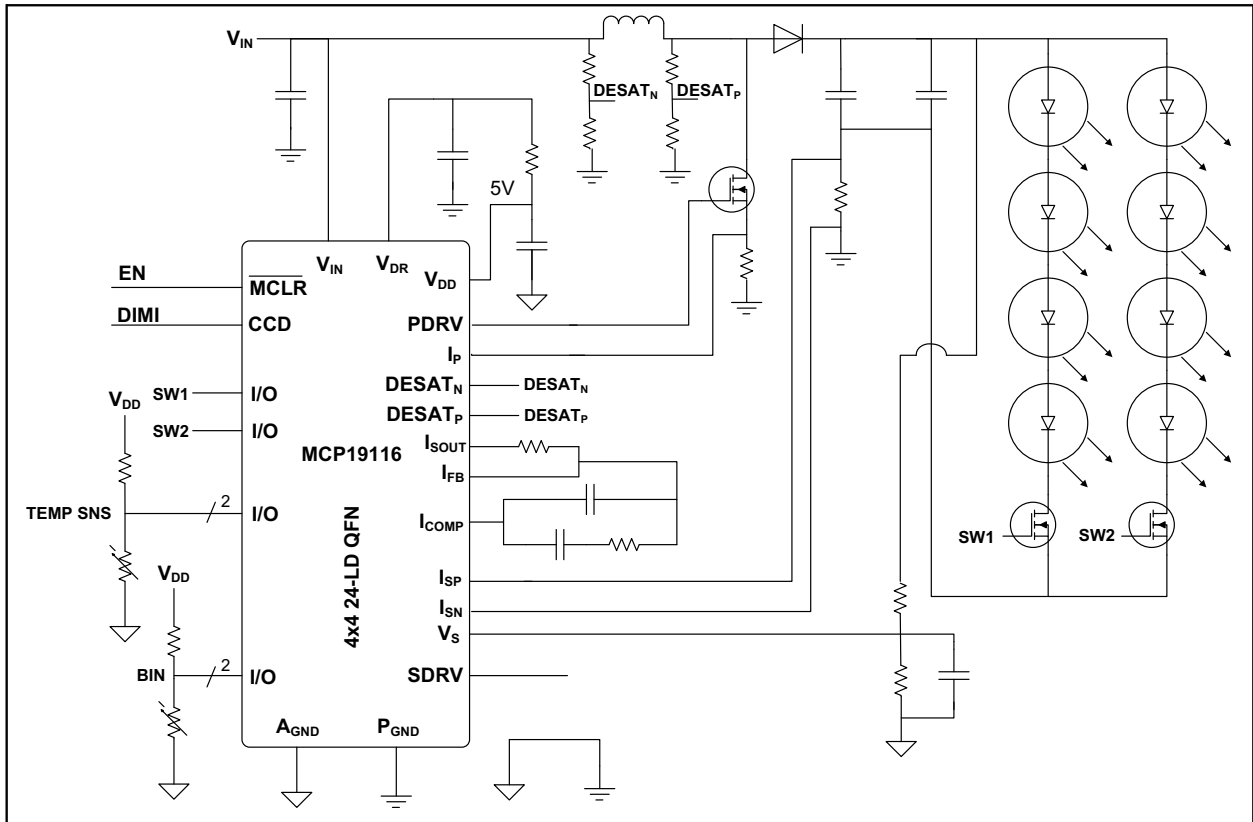 VIN
DESATN
DESATP
5V
VIN
VDR
VDD
EN
MCLR
DIMI
CCD
PDRV
IP
SW1
I/O
DESATN
DESATN
VDD
SW2
I/O
DESATP
DESATP
ISOUT
MCP19116
IFB
TEMP SNS
2
I/O
ICOMP
SW1
SW2
4x4 24-LD QFN
VDD
ISP
ISN
VS
BIN
2
I/O
SDRV
AGND
PGND